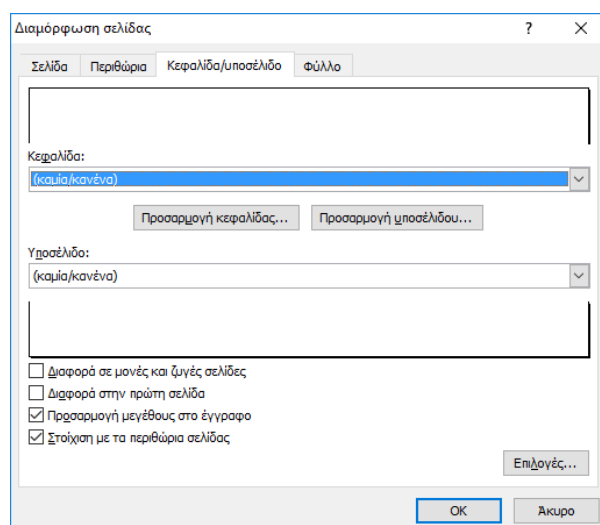 Διαμόρφωση σελίδας ?
Σελίδα Περιθώρια Κεφαλίδα/υποσέλιδο Φύλλο
Κεφαλίδα:
(καμία/κανένα)
Προσαρμογή κεφαλίδας... Προσαρμογή υποσέλιδου...
Υποσέλιδο:
(καμία/κανένα)
Διαφορά σε μονές και ζυγές σελίδες
Διαφορά στην πρώτη σελίδα
Προσαρμογή μεγέθους στο έγγραφο
Στοίχιση με τα περιθώρια σελίδας
Επιλογές...
OK Άκυρο